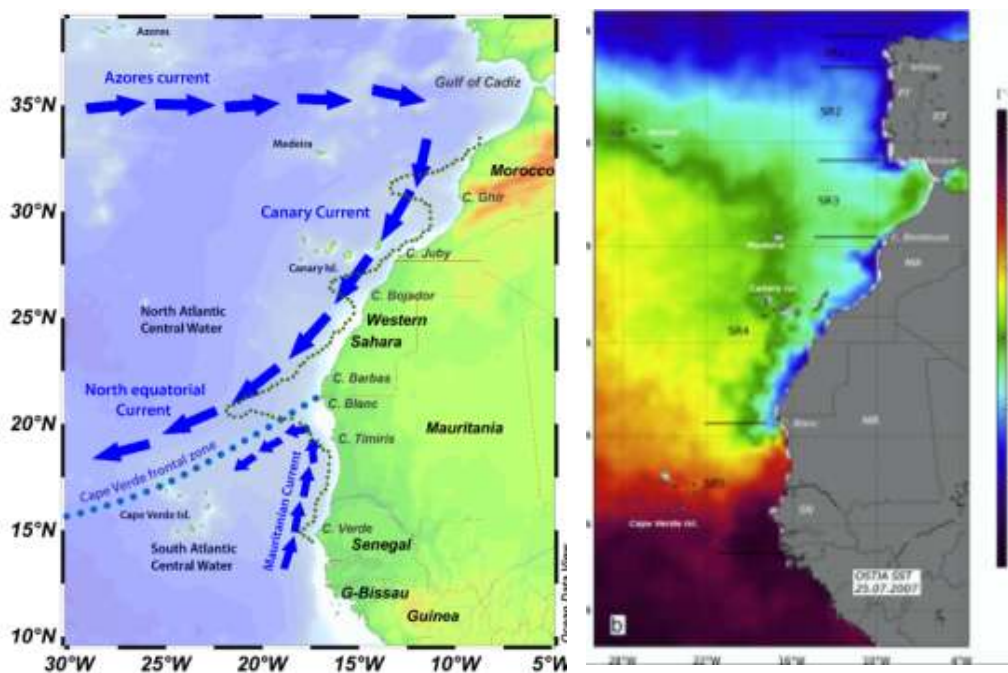 Azores
Azores current
Gulf of Cadiz
35°N
Madeira
Morocco
30°N
C. Ghir
Canary Current
C. Juby
Canary Isl.
C. Bojador
North Atlantic
Central Water
25°N
Western
Sahara
North equatorial
Current
C. Barbas
C. Blanc
20°N
Mauritania
C. Timiris
Cape Verde frontal zone
Mauritanian Current
Cape Verde Isl.
15°N
C. Verde
South Atlantic
Central Water
Senegal
G-Bissau
Guinea
10°N
30°W
25°W
20°W
15°W
10°W
5°W
Ocean Data View
SR2
SR3
Madeira
Canary Isl.
SR4
Blanc
Cape Verde Isl.
OSTIA SST
25.07.2007
b